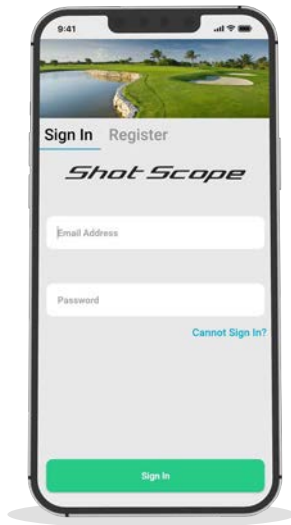 9:41
Sign In Register
Shot Scope
Email Address
Password
Cannot Sign In?
Sign In